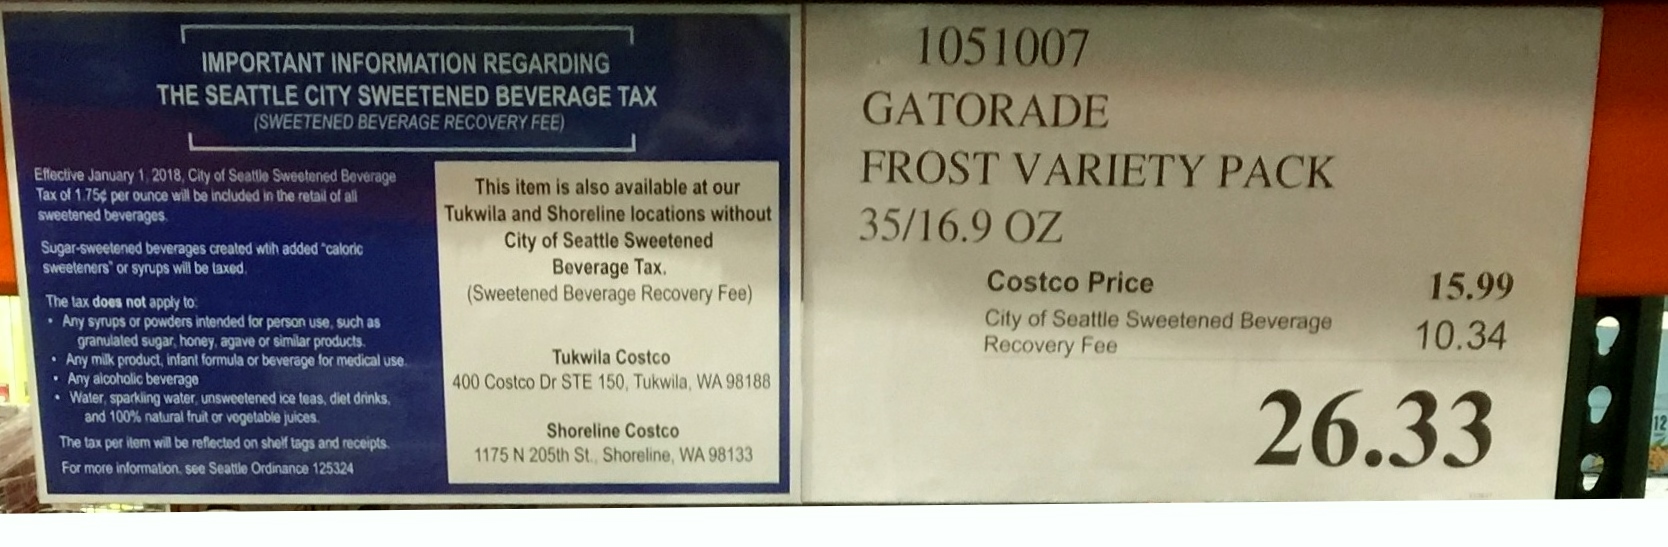 IMPORTANT INFORMATION REGARDING
THE SEATTLE CITY SWEETENED BEVERAGE TAX
(SWEETENED BEVERAGE RECOVERY FEE)
Effective January 1, 2018, City of Seattle Sweetened Beverage
Tax of 1.75¢ per ounce will be included in the retail of all
sweetened beverages.
Sugar-sweetened beverages created wtih added "caloric
sweeteners" or syrups will be taxed.
The tax does not apply to:
• Any syrups or powders intended for person use, such as
granulated sugar, honey, agave or similar products.
• Any milk product, infant formula or beverage for medical use.
• Any alcoholic beverage
• Water, sparkling water, unsweetened ice teas, diet drinks,
and 100% natural fruit or vegetable juices.
The tax per item will be reflected on shelf tags and receipts.
For more information, see Seattle Ordinance 125324
This item is also available at our
Tukwila and Shoreline locations without
City of Seattle Sweetened
Beverage Tax.
(Sweetened Beverage Recovery Fee)
Tukwila Costco
400 Costco Dr STE 150, Tukwila, WA 98188
Shoreline Costco
1175 N 205th St., Shoreline, WA 98133
1051007
GATORADE
FROST VARIETY PACK
35/16.9 OZ
Costco Price 15.99
City of Seattle Sweetened Beverage
Recovery Fee 10.34
26.33
12